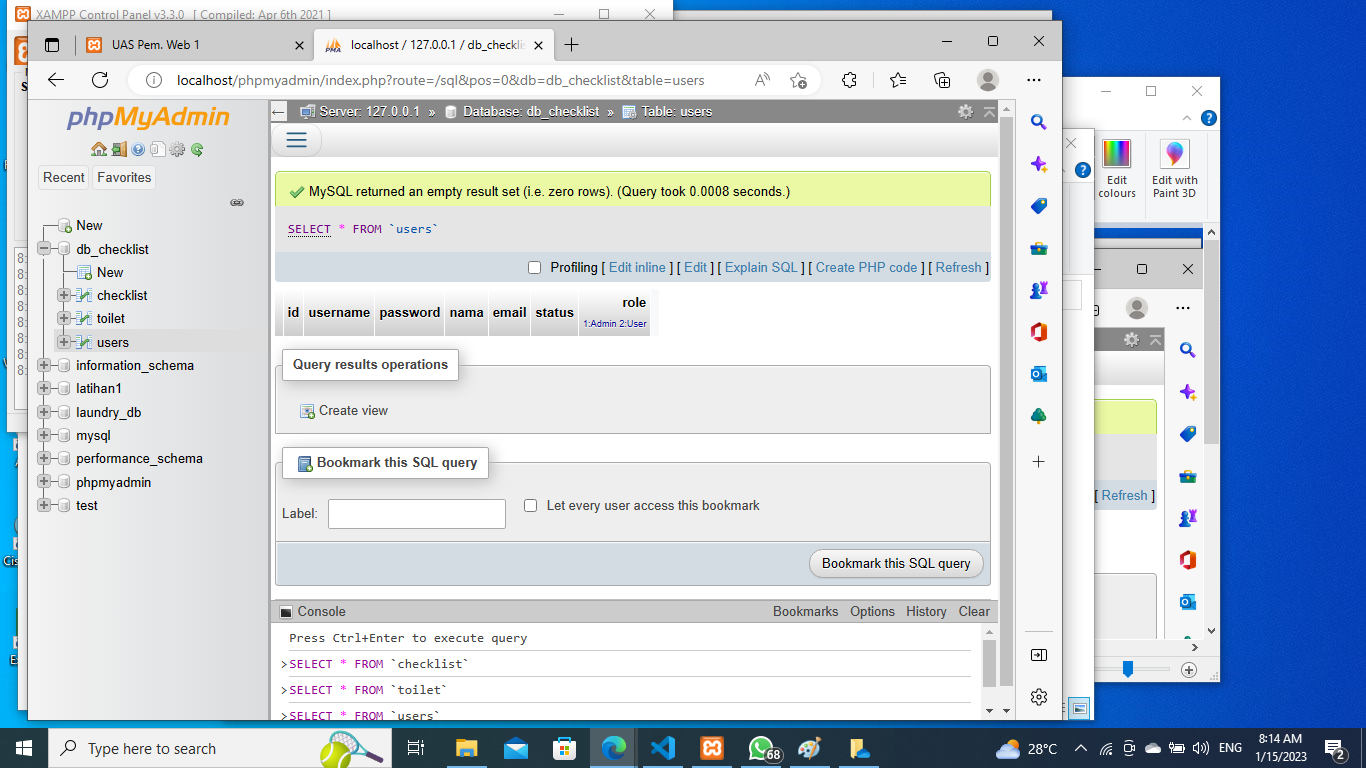 XAMPP Control Panel v3.3.0 [ Compiled: Apr 6th 2021 ]
UAS Pem. Web 1
localhost / 127.0.0.1 / db_checklis
localhost/phpmyadmin/index.php?route=/sql&pos=0&db=db_checklist&table=users
phpMyAdmin
Recent
Favorites
New
db_checklist
New
checklist
toilet
users
information_schema
latihan1
laundry_db
mysql
performance_schema
phpmyadmin
test
Server: 127.0.0.1 » Database: db_checklist » Table: users
MySQL returned an empty result set (i.e. zero rows). (Query took 0.0008 seconds.)
SELECT * FROM `users`
Profiling [ Edit inline ] [ Edit ] [ Explain SQL ] [ Create PHP code ] [ Refresh ]
id username password nama email status role
1:Admin 2:User
Query results operations
Create view
Bookmark this SQL query
Label:
Let every user access this bookmark
Bookmark this SQL query
Console
Bookmarks Options History Clear
Press Ctrl+Enter to execute query
>SELECT * FROM `checklist`
>SELECT * FROM `toilet`
>SELECT * FROM `users`
Edit colours
Edit with Paint 3D
[ Refresh ]
Type here to search
68
28°C
ENG
8:14 AM
1/15/2023
2